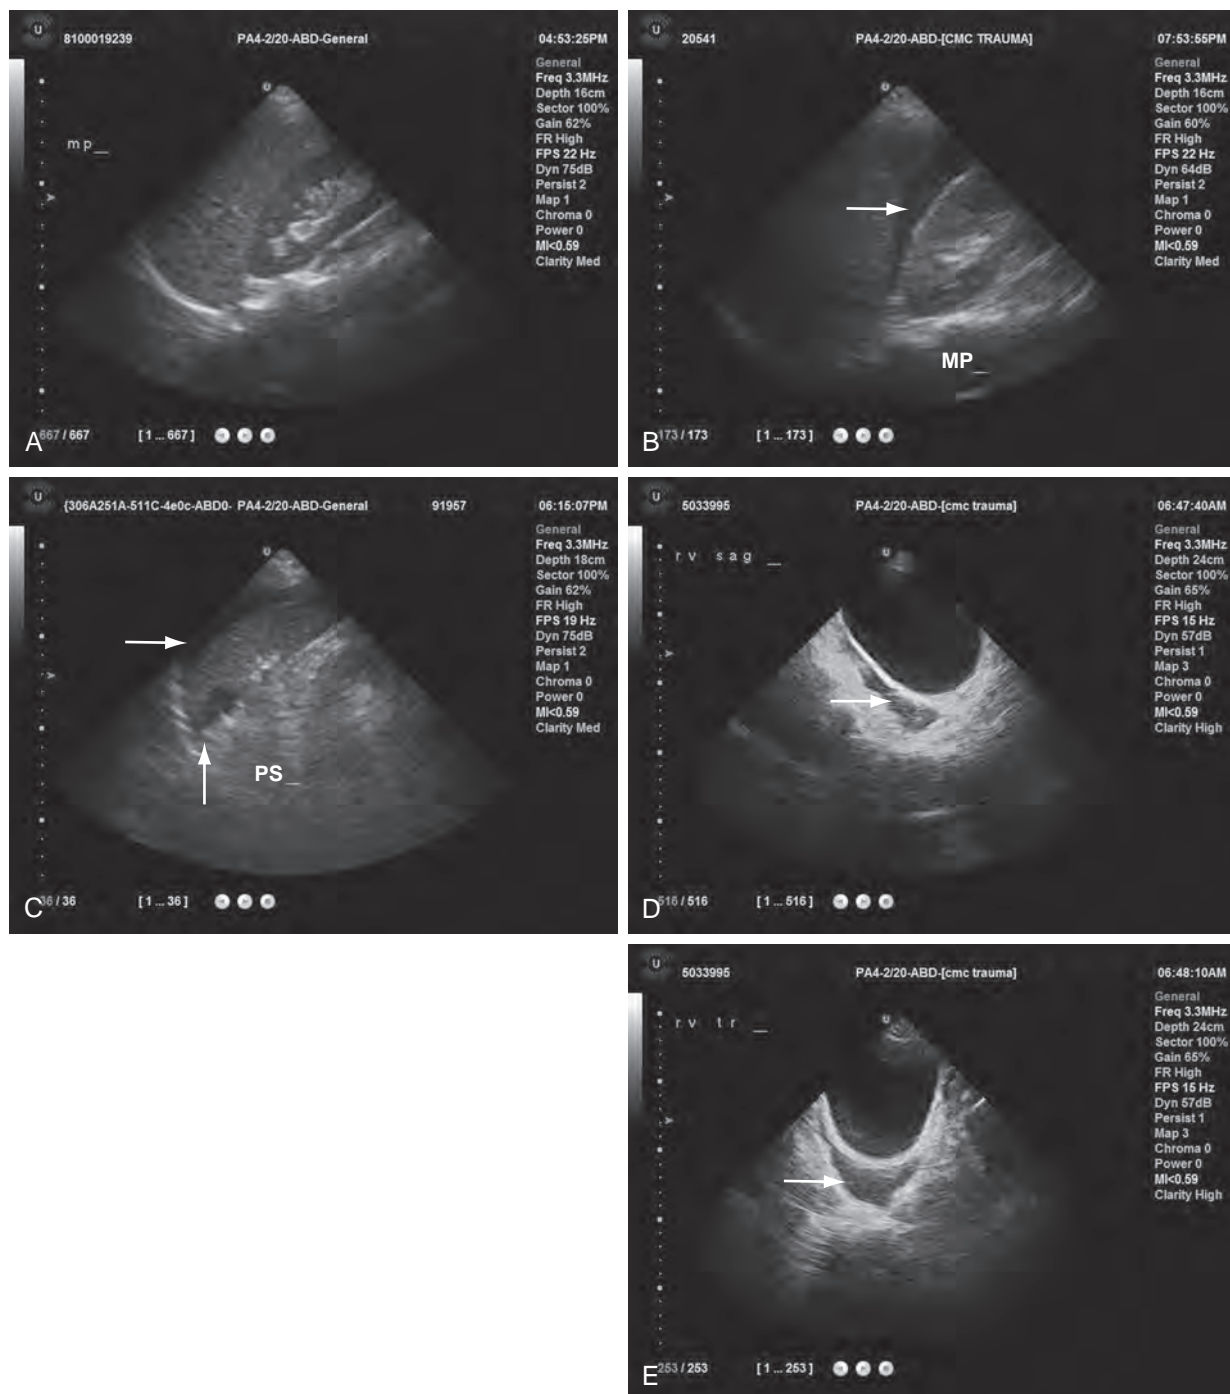 U
8100019239 PA4-2/20-ABD-General 04:53:25PM
General
Freq 3.3MHz
Depth 16cm
Sector 100%
Gain 62%
FR High
FPS 22 Hz
Dyn 75dB
Persist 2
Map 1
Chroma 0
Power 0
MI<0.59
Clarity Med
U
mp_
A
667 / 667 [ 1 ... 667 ]
U
20541 PA4-2/20-ABD-[CMC TRAUMA] 07:53:55PM
General
Freq 3.3MHz
Depth 16cm
Sector 100%
Gain 60%
FR High
FPS 22 Hz
Dyn 64dB
Persist 2
Map 1
Chroma 0
Power 0
MI<0.59
Clarity Med
U
MP_
B
173 / 173 [ 1 ... 173 ]
U
{306A251A-511C-4e0c-ABD0- PA4-2/20-ABD-General 91957 06:15:07PM
General
Freq 3.3MHz
Depth 18cm
Sector 100%
Gain 62%
FR High
FPS 19 Hz
Dyn 75dB
Persist 2
Map 1
Chroma 0
Power 0
MI<0.59
Clarity Med
U
PS_
C
36 / 36 [ 1 ... 36 ]
U
5033995 PA4-2/20-ABD-[cmc trauma] 06:47:40AM
General
Freq 3.3MHz
Depth 24cm
Sector 100%
Gain 65%
FR High
FPS 15 Hz
Dyn 57dB
Persist 1
Map 3
Chroma 0
Power 0
MI<0.59
Clarity High
rv sag _
U
D
516 / 516 [ 1 ... 516 ]
U
5033995 PA4-2/20-ABD-[cmc trauma] 06:48:10AM
General
Freq 3.3MHz
Depth 24cm
Sector 100%
Gain 65%
FR High
FPS 15 Hz
Dyn 57dB
Persist 1
Map 3
Chroma 0
Power 0
MI<0.59
Clarity High
rv tr _
U
E
253 / 253 [ 1 ... 253 ]